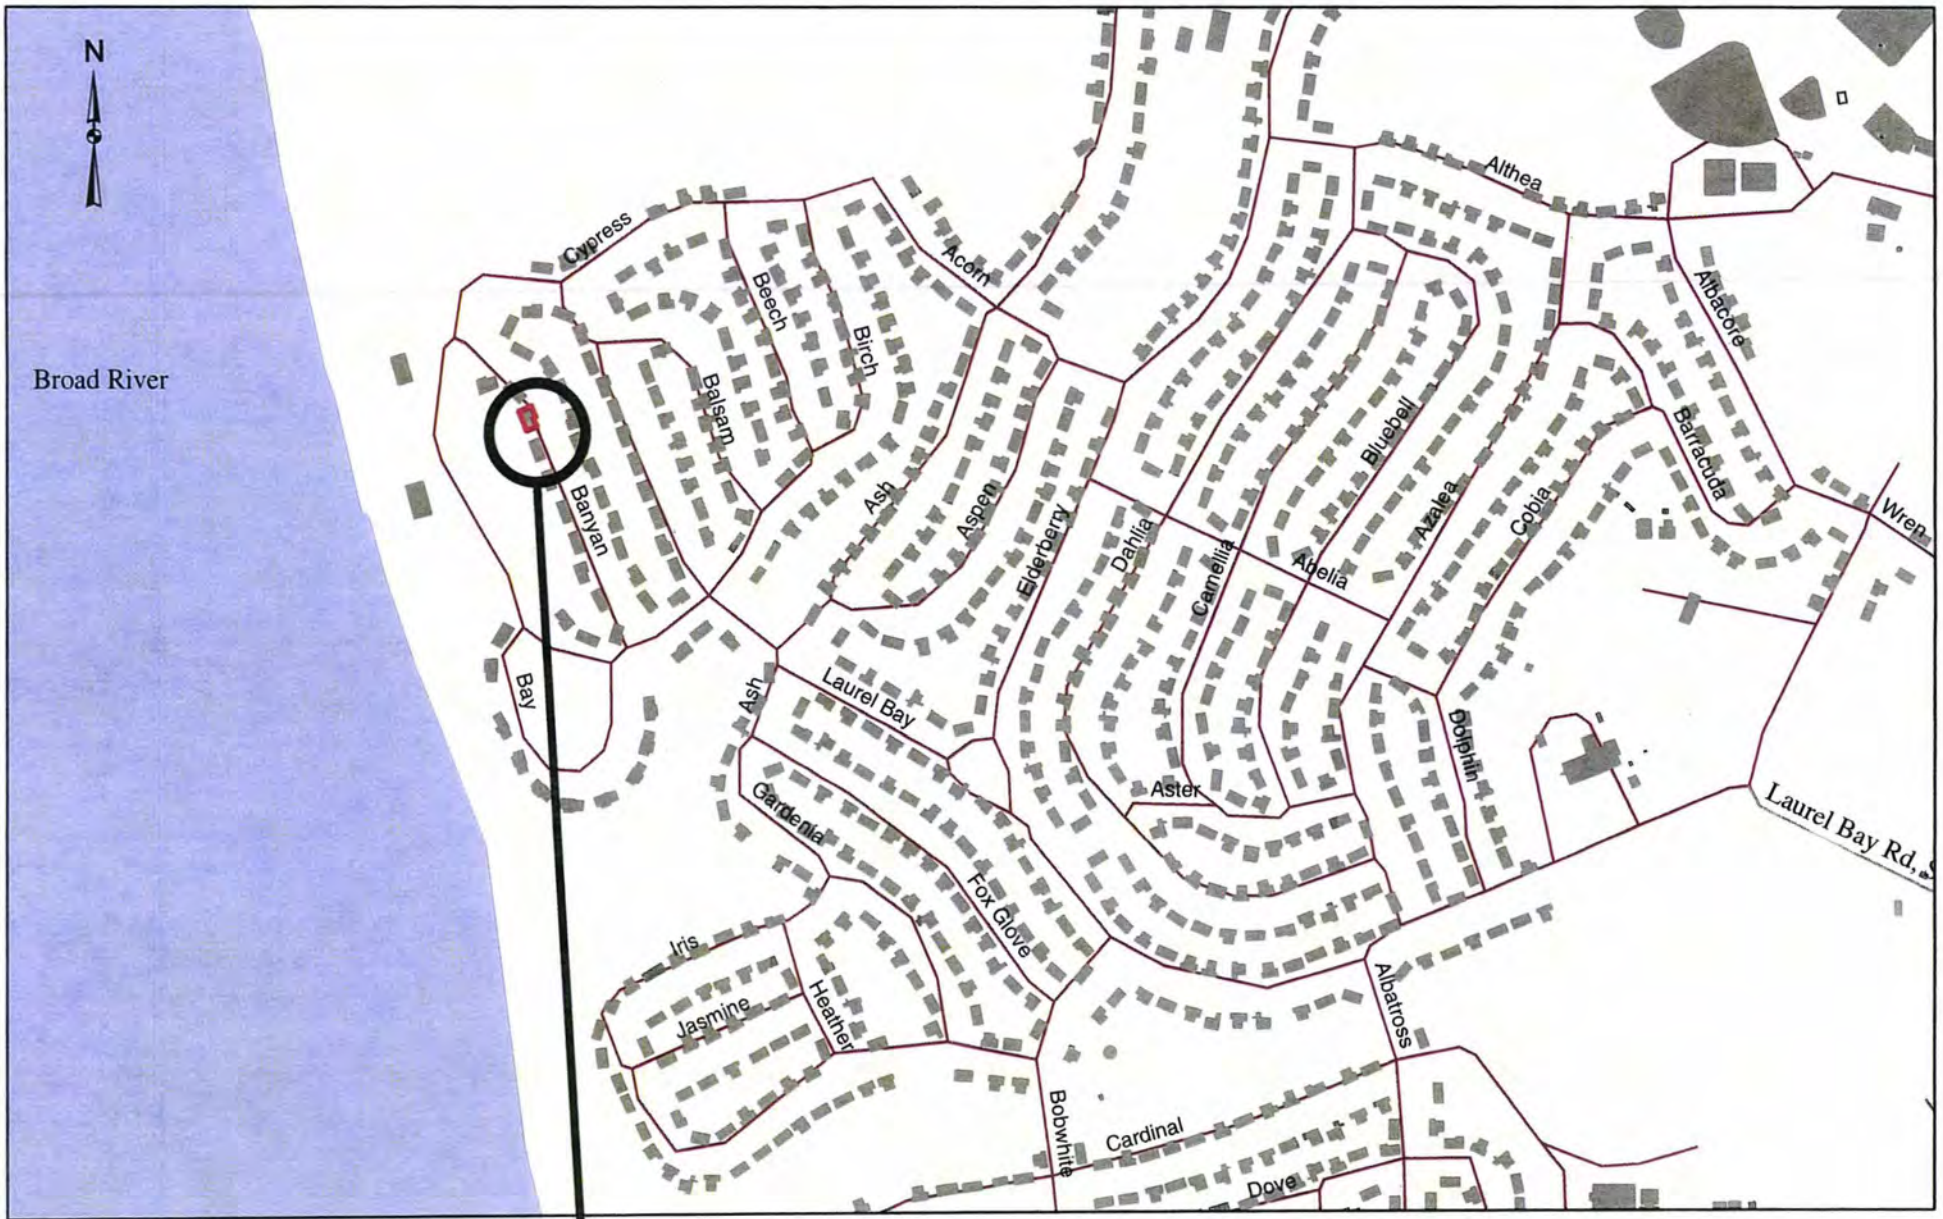 N
Althea
Cypress
Acorn
Beech
Albacore
Birch
Broad River
Balsam
Bluebell
Barracuda
Banyan
Ash
Aspen
Azalea
Cobia
Wren
Elderberry
Dahlia
Camellia
Abelia
Bay
Ash
Laurel Bay
Dolphin
Aster
Gardenia
Laurel Bay Rd,
Fox Glove
Iris
Albatross
Jasmine
Heather
Bobwhite
Cardinal
Dove